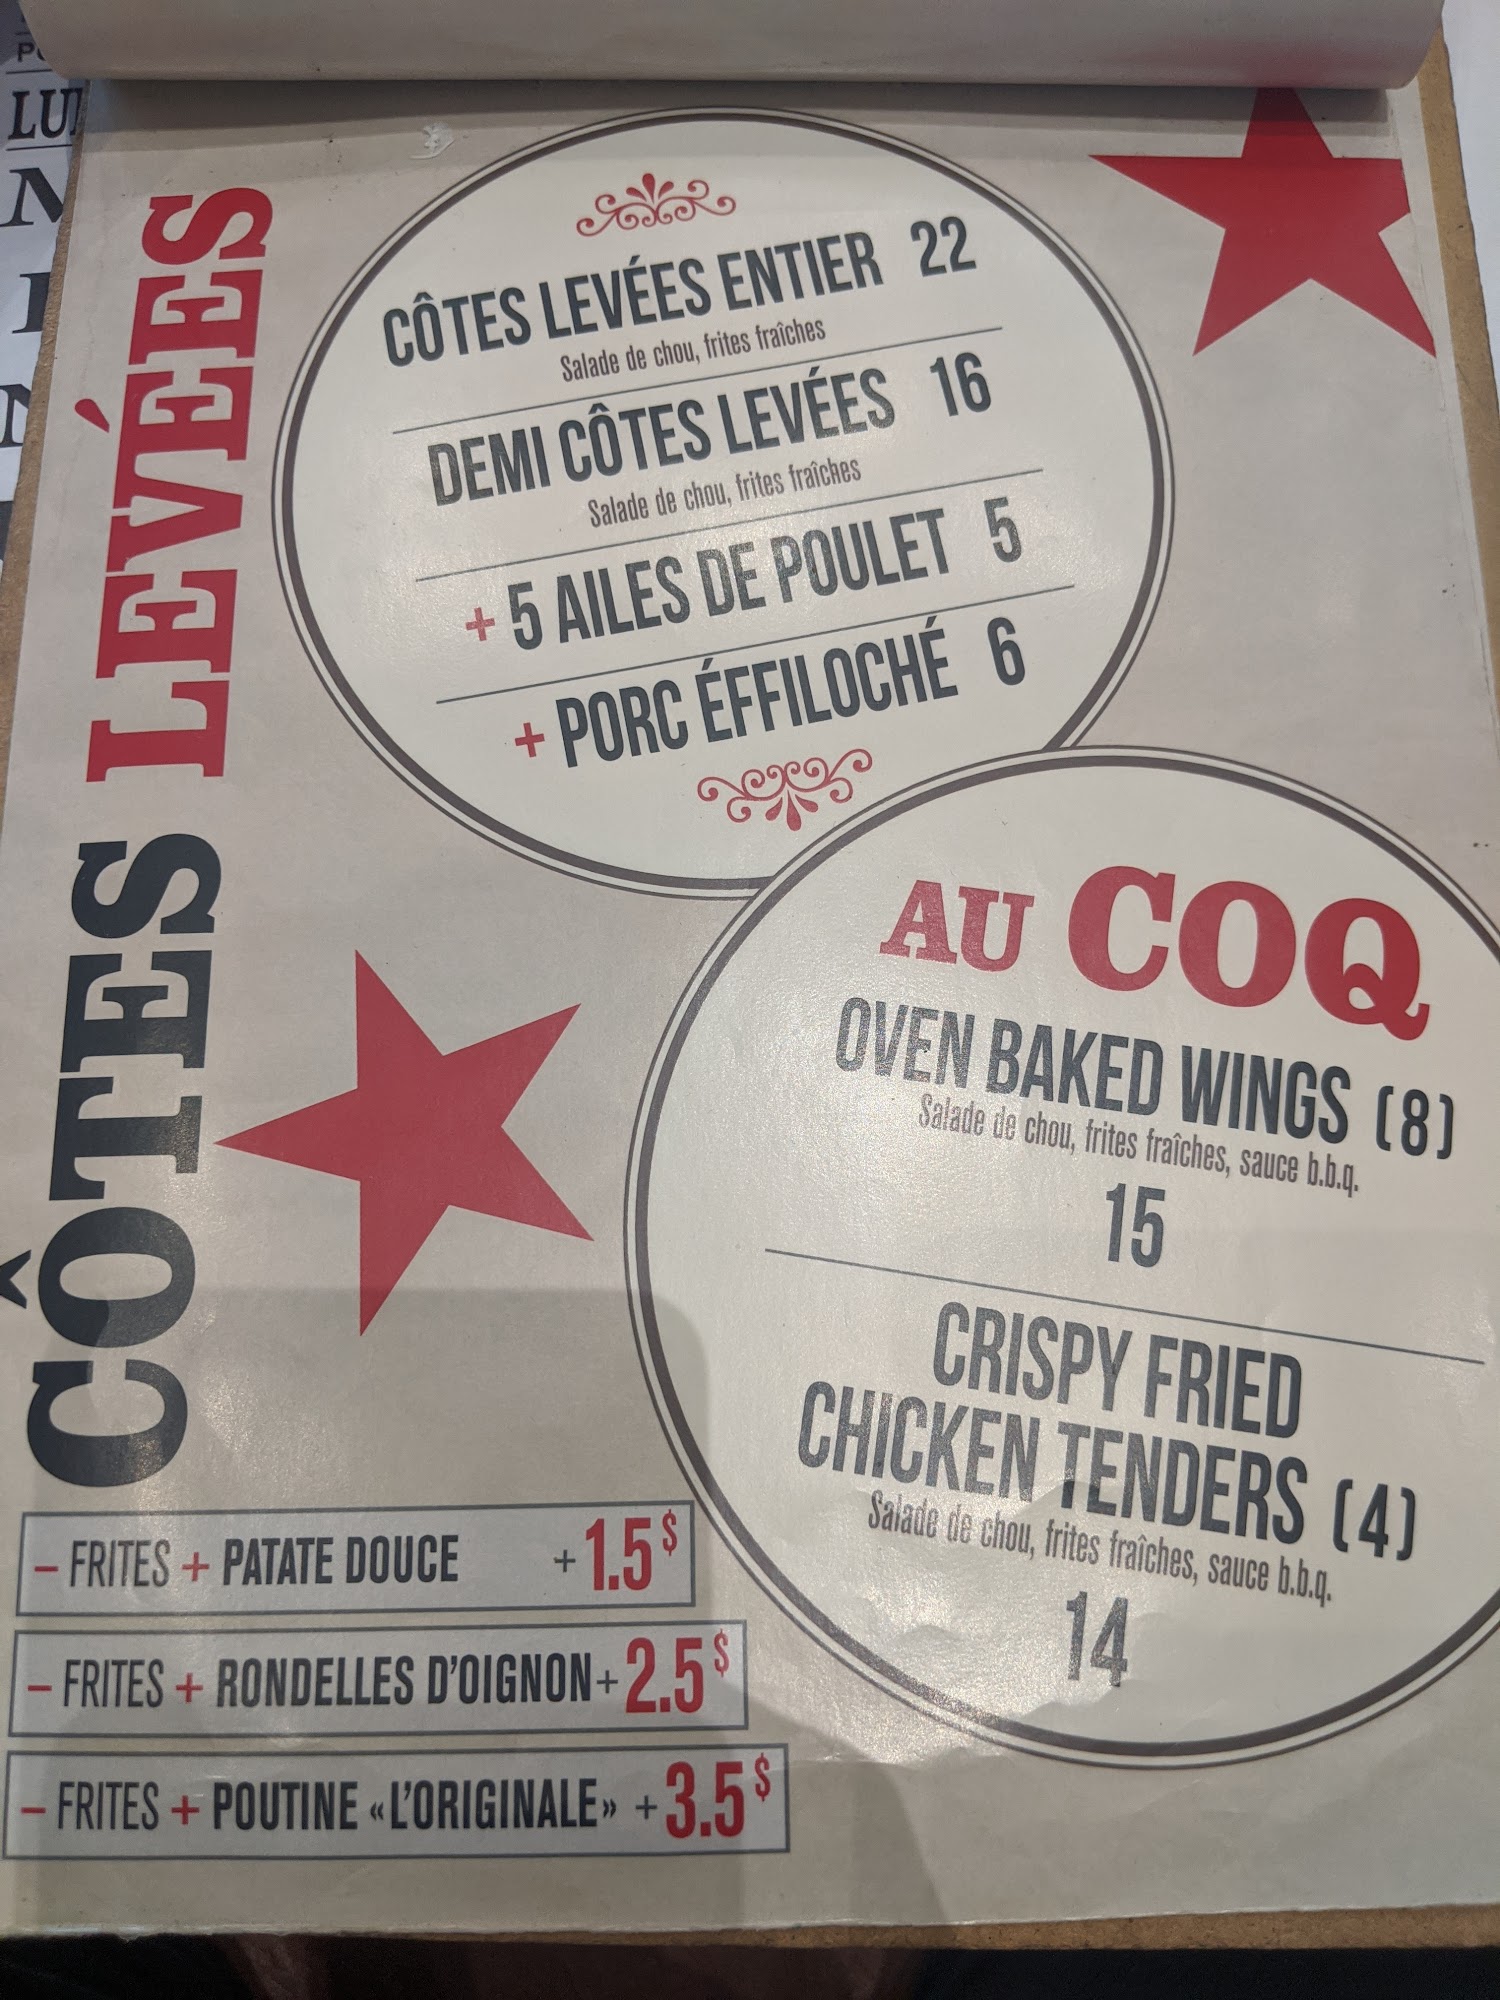 LU
CÔTES LEVÉES
CÔTES LEVÉES ENTIER 22
Salade de chou, frites fraîches
DEMI CÔTES LEVÉES 16
Salade de chou, frites fraîches
+ 5 AILES DE POULET 5
+ PORC ÉFFILOCHÉ 6
AU COQ
OVEN BAKED WINGS (8)
Salade de chou, frites fraîches, sauce b.b.q.
15
CRISPY FRIED
CHICKEN TENDERS (4)
Salade de chou, frites fraîches, sauce b.b.q.
14
- FRITES + PATATE DOUCE +1.5$
- FRITES + RONDELLES D'OIGNON +2.5$
- FRITES + POUTINE «L'ORIGINALE» +3.5$